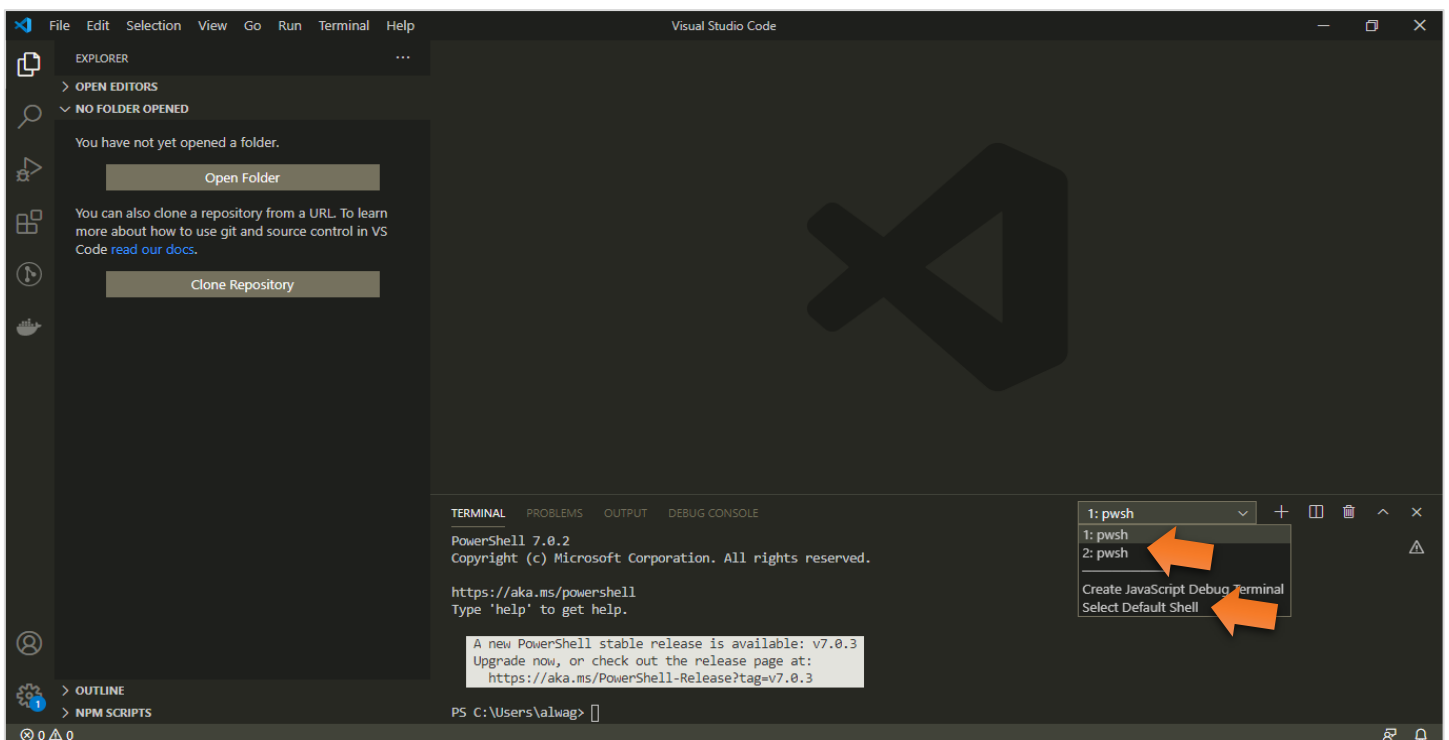 File Edit Selection View Go Run Terminal Help
Visual Studio Code
EXPLORER
OPEN EDITORS
NO FOLDER OPENED
You have not yet opened a folder.
Open Folder
You can also clone a repository from a URL. To learn
more about how to use git and source control in VS
Code read our docs.
Clone Repository
OUTLINE
NPM SCRIPTS
1
0 0
TERMINAL PROBLEMS OUTPUT DEBUG CONSOLE
1: pwsh
1: pwsh
2: pwsh
Create JavaScript Debug Terminal
Select Default Shell
PowerShell 7.0.2
Copyright (c) Microsoft Corporation. All rights reserved.
https://aka.ms/powershell
Type 'help' to get help.
A new PowerShell stable release is available: v7.0.3
Upgrade now, or check out the release page at:
https://aka.ms/PowerShell-Release?tag=v7.0.3
PS C:\Users\alwag>